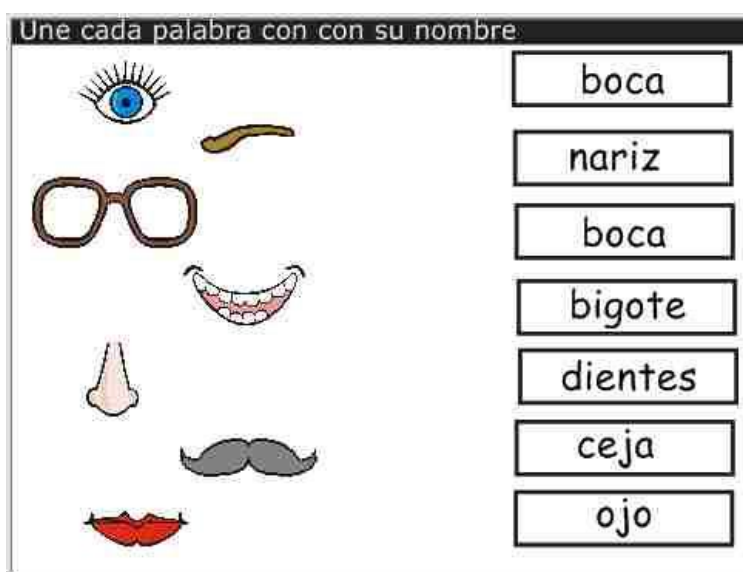 Une cada palabra con con su nombre
boca
nariz
boca
bigote
dientes
ceja
ojo